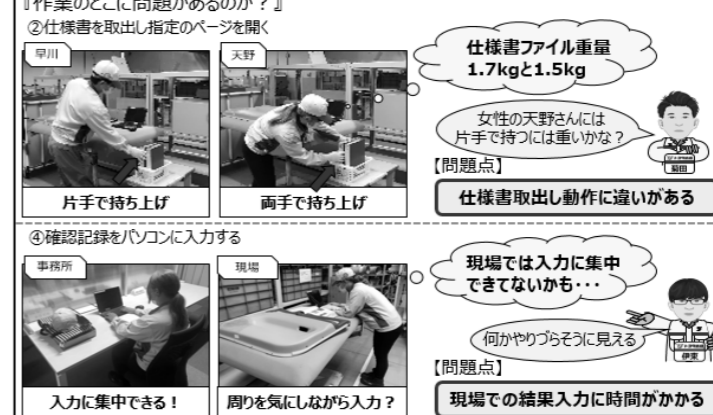 『作業のどこに問題があるのか？』
②仕様書を取出し指定のページを開く
早川
天野
片手で持ち上げ
両手で持ち上げ
仕様書ファイル重量
1.7kgと1.5kg
女性の天野さんには
片手で持つには重いかな？
菊田
【問題点】
仕様書取出し動作に違いがある
④確認記録をパソコンに入力する
事務所
現場
入力に集中できる！
周りを気にしながら入力？
現場では入力に集中
できてないかも・・・
何かやりづらそうに見える
伊東
【問題点】
現場での結果入力に時間がかかる